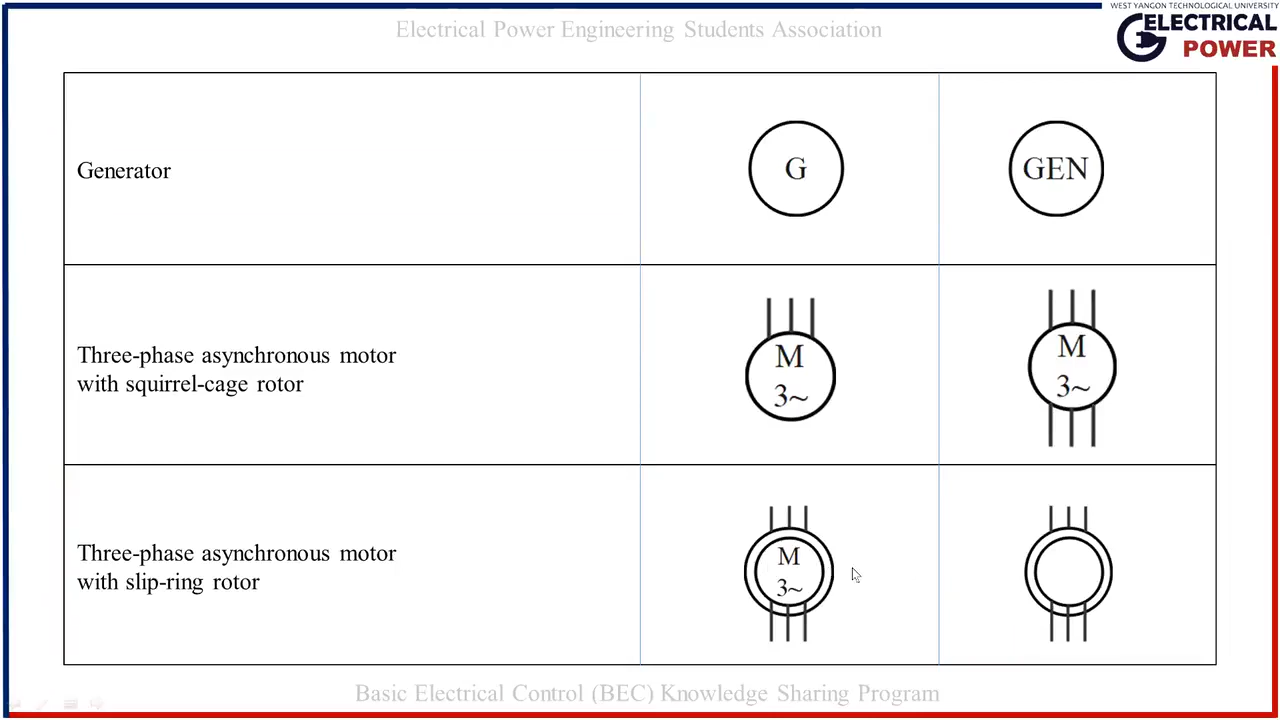 WEST YANGON TECHNOLOGICAL UNIVERSITY
ELECTRICAL
POWER
Electrical Power Engineering Students Association
Generator
G
GEN
Three-phase asynchronous motor
with squirrel-cage rotor
M
3~
M
3~
Three-phase asynchronous motor
with slip-ring rotor
M
3~
Basic Electrical Control (BEC) Knowledge Sharing Program